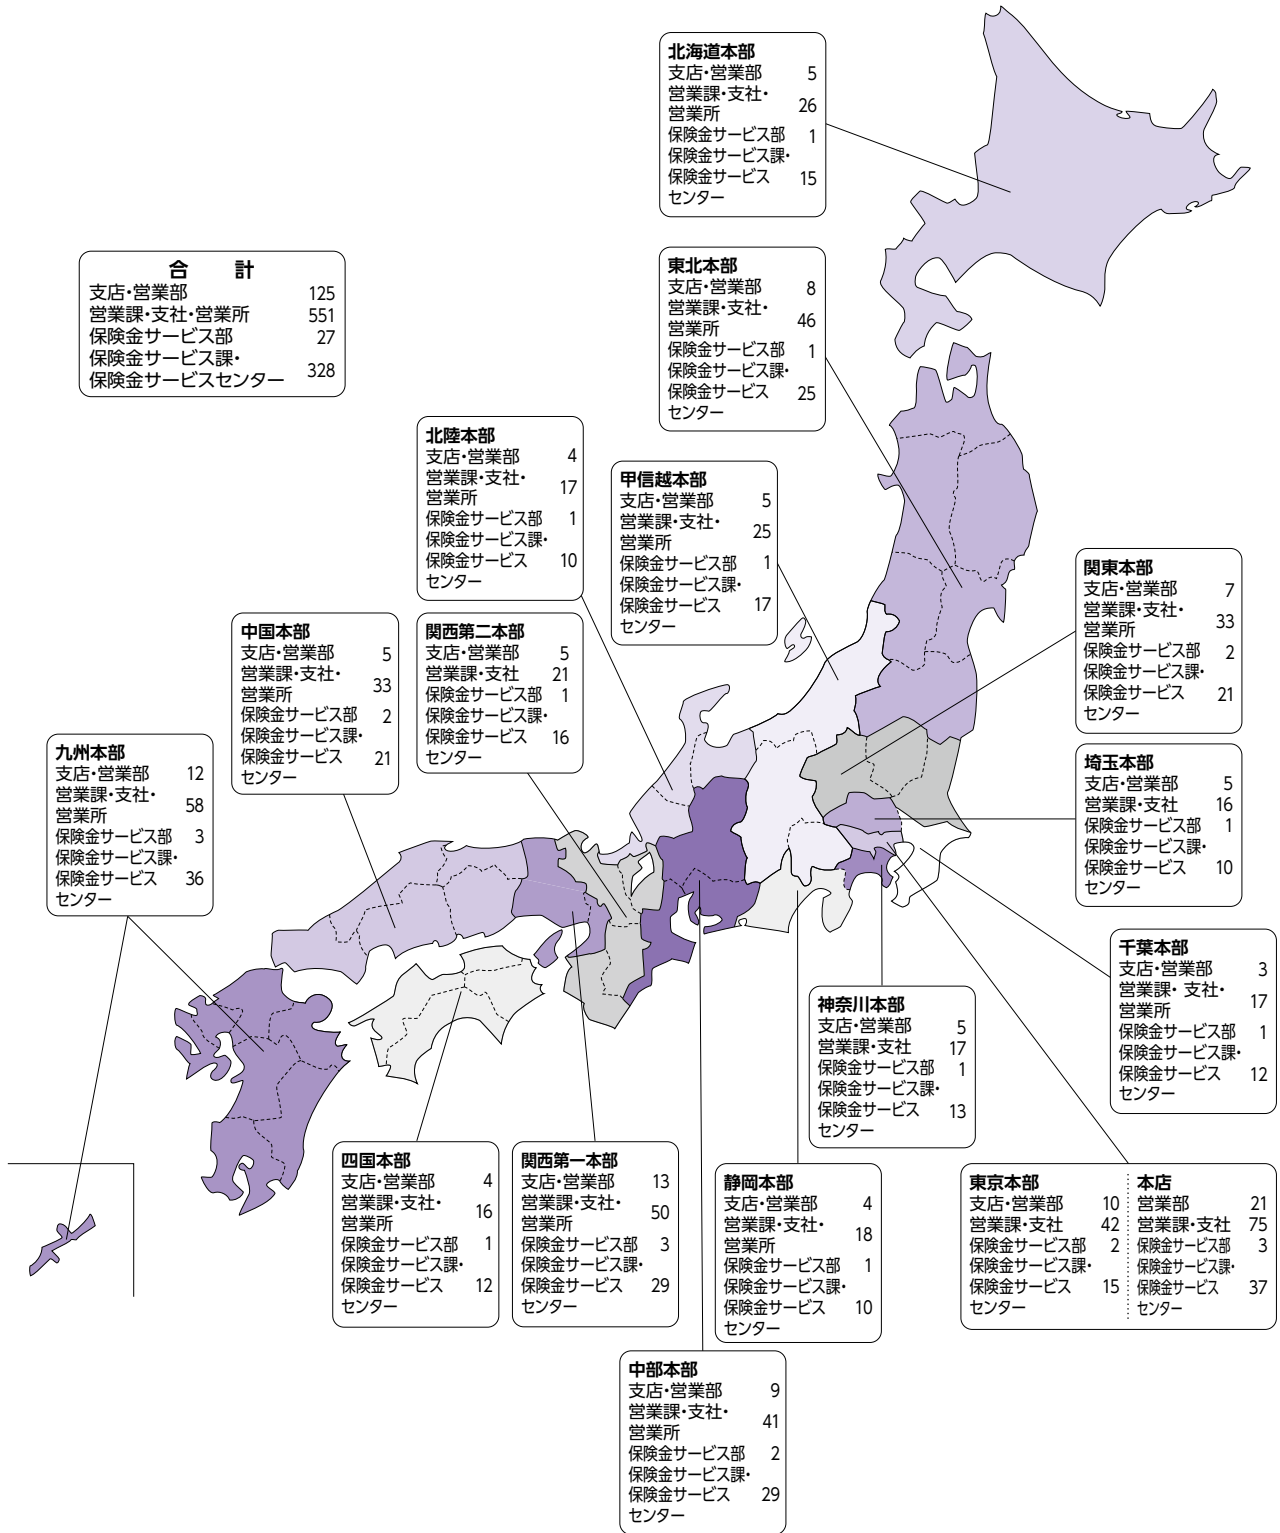 北海道本部
支店・営業部 5
営業課・支社・
営業所 26
保険金サービス部 1
保険金サービス課・
保険金サービス 15
センター
合 計
支店・営業部 125
営業課・支社・営業所 551
保険金サービス部 27
保険金サービス課・
保険金サービスセンター 328
東北本部
支店・営業部 8
営業課・支社・
営業所 46
保険金サービス部 1
保険金サービス課・
保険金サービス 25
センター
北陸本部
支店・営業部 4
営業課・支社・
営業所 17
保険金サービス部 1
保険金サービス課・
保険金サービス 10
センター
甲信越本部
支店・営業部 5
営業課・支社・
営業所 25
保険金サービス部 1
保険金サービス課・
保険金サービス 17
センター
関東本部
支店・営業部 7
営業課・支社・
営業所 33
保険金サービス部 2
保険金サービス課・
保険金サービス 21
センター
中国本部
支店・営業部 5
営業課・支社・
営業所 33
保険金サービス部 2
保険金サービス課・
保険金サービス 21
センター
関西第二本部
支店・営業部 5
営業課・支社 21
保険金サービス部 1
保険金サービス課・
保険金サービス 16
センター
九州本部
支店・営業部 12
営業課・支社・
営業所 58
保険金サービス部 3
保険金サービス課・
保険金サービス 36
センター
埼玉本部
支店・営業部 5
営業課・支社 16
保険金サービス部 1
保険金サービス課・
保険金サービス 10
センター
千葉本部
支店・営業部 3
営業課・ 支社・
営業所 17
保険金サービス部 1
保険金サービス課・
保険金サービス 12
センター
神奈川本部
支店・営業部 5
営業課・支社 17
保険金サービス部 1
保険金サービス課・
保険金サービス 13
センター
四国本部
支店・営業部 4
営業課・支社・
営業所 16
保険金サービス部 1
保険金サービス課・
保険金サービス 12
センター
関西第一本部
支店・営業部 13
営業課・支社・
営業所 50
保険金サービス部 3
保険金サービス課・
保険金サービス 29
センター
静岡本部
支店・営業部 4
営業課・支社・
営業所 18
保険金サービス部 1
保険金サービス課・
保険金サービス 10
センター
東京本部
支店・営業部 10
営業課・支社 42
保険金サービス部 2
保険金サービス課・
保険金サービス 15
センター
本店
営業部 21
営業課・支社 75
保険金サービス部 3
保険金サービス課・
保険金サービス 37
センター
中部本部
支店・営業部 9
営業課・支社・
営業所 41
保険金サービス部 2
保険金サービス課・
保険金サービス 29
センター